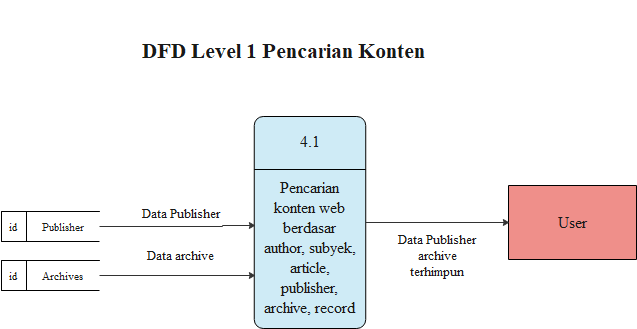 DFD Level 1 Pencarian Konten
4.1
Pencarian
konten web
berdasar
author, subyek,
article,
publisher,
archive, record
id
Publisher
Data Publisher
id
Archives
Data archive
Data Publisher
archive
terhimpun
User